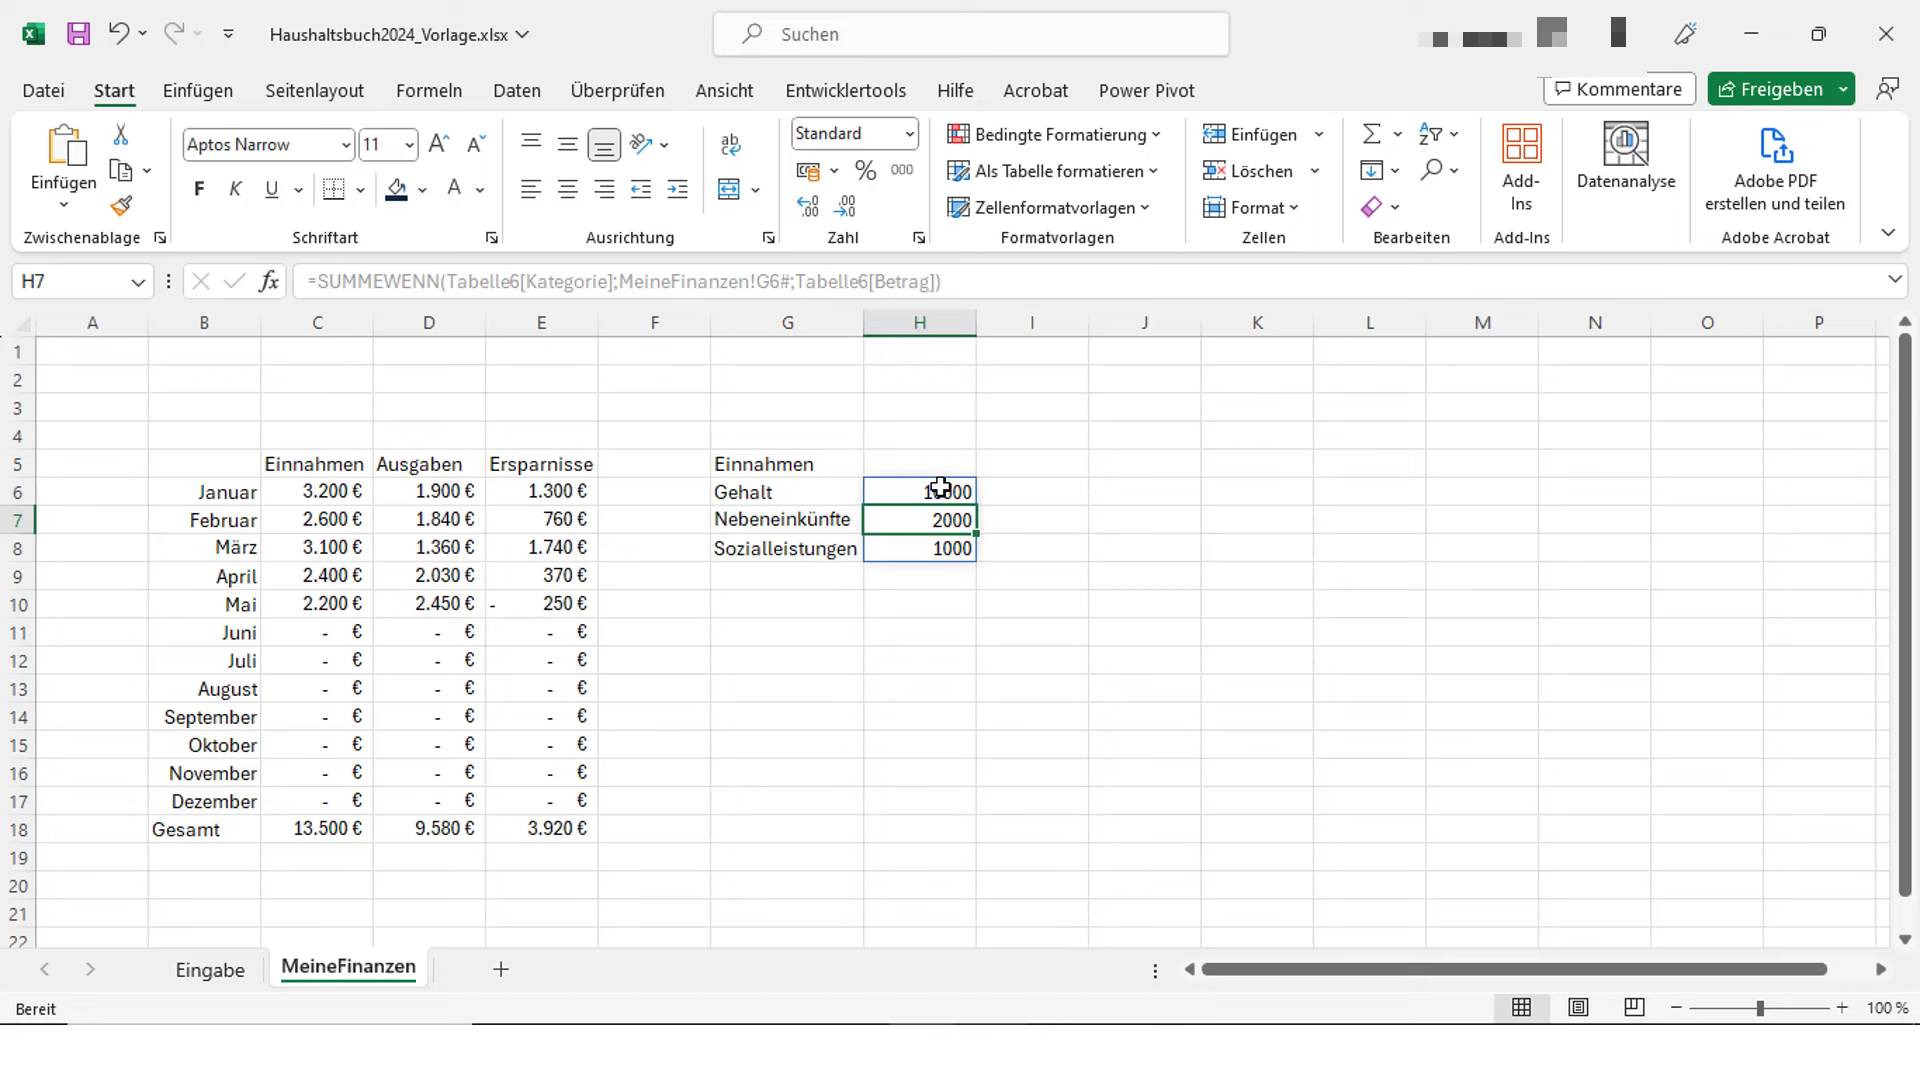 Haushaltsbuch2024_Vorlage.xlsx
Suchen
Datei Start Einfügen Seitenlayout Formeln Daten Überprüfen Ansicht Entwicklertools Hilfe Acrobat Power Pivot Kommentare Freigeben
Einfügen
Zwischenablage
Aptos Narrow 11
F K U A
Schriftart
ab
Ausrichtung
Standard
% 000
Zahl
Bedingte Formatierung
Als Tabelle formatieren
Zellenformatvorlagen
Formatvorlagen
Einfügen
Löschen
Format
Zellen
Bearbeiten
Add-
Ins
Add-Ins
Datenanalyse
Adobe PDF
erstellen und teilen
Adobe Acrobat
H7 fx =SUMMEWENN(Tabelle6[Kategorie];MeineFinanzen!G6#;Tabelle6[Betrag])
A B C D E F G H I J K L M N O P
1
2
3
4
5 Einnahmen Ausgaben Ersparnisse Einnahmen
6 Januar 3.200 € 1.900 € 1.300 € Gehalt
7 Februar 2.600 € 1.840 € 760 € Nebeneinkünfte 2000
8 März 3.100 € 1.360 € 1.740 € Sozialleistungen 1000
9 April 2.400 € 2.030 € 370 €
10 Mai 2.200 € 2.450 € - 250 €
11 Juni - € - € - €
12 Juli - € - € - €
13 August - € - € - €
14 September - € - € - €
15 Oktober - € - € - €
16 November - € - € - €
17 Dezember - € - € - €
18 Gesamt 13.500 € 9.580 € 3.920 €
19
20
21
22
Eingabe MeineFinanzen
Bereit 100 %